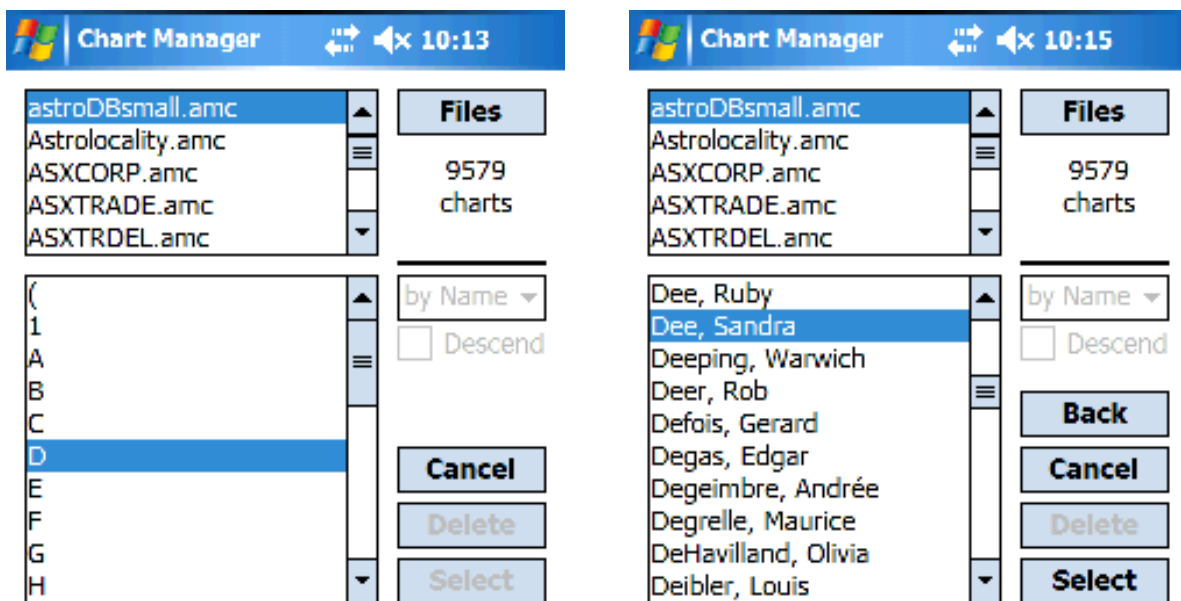 Chart Manager 10:13
astroDBsmall.amc
Astrolocality.amc
ASXCORP.amc
ASXTRADE.amc
ASXTRDEL.amc
Files
9579
charts
(
1
A
B
C
D
E
F
G
H
by Name
Descend
Cancel
Delete
Select
Chart Manager 10:15
astroDBsmall.amc
Astrolocality.amc
ASXCORP.amc
ASXTRADE.amc
ASXTRDEL.amc
Files
9579
charts
Dee, Ruby
Dee, Sandra
Deeping, Warwich
Deer, Rob
Defois, Gerard
Degas, Edgar
Degeimbre, Andrée
Degrelle, Maurice
DeHavilland, Olivia
Deibler, Louis
by Name
Descend
Back
Cancel
Delete
Select